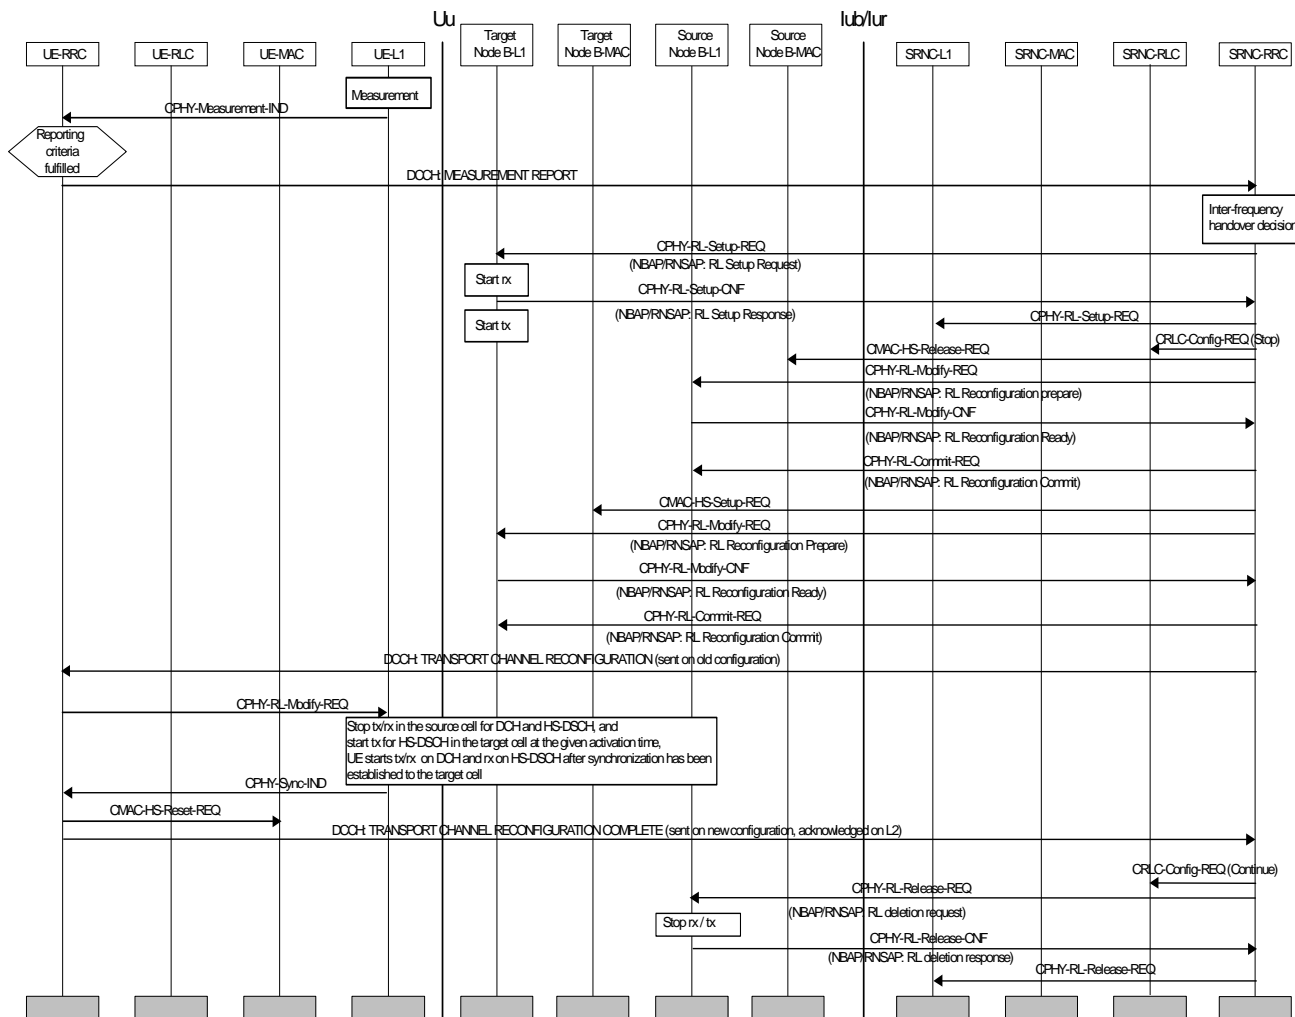 Uu
Iub/Iur
UE-RRC
UE-RLC
UE-MAC
UE-L1
Target
Node B-L1
Target
Node B-MAC
Source
Node B-L1
Source
Node B-MAC
SRNC-L1
SRNC-MAC
SRNC-RLC
SRNC-RRC
Measurement
CPHY-Measurement-IND
Reporting
criteria
fulfilled
DCCH: MEASUREMENT REPORT
Inter-frequency
handover decision
CPHY-RL-Setup-REQ
(NBAP/RNSAP: RL Setup Request)
Start rx
CPHY-RL-Setup-CNF
(NBAP/RNSAP: RL Setup Response)
Start tx
CPHY-RL-Setup-REQ
CRLC-Config-REQ (Stop)
CMAC-HS-Release-REQ
CPHY-RL-Modify-REQ
(NBAP/RNSAP: RL Reconfiguration prepare)
CPHY-RL-Modify-CNF
(NBAP/RNSAP: RL Reconfiguration Ready)
CPHY-RL-Commit-REQ
(NBAP/RNSAP: RL Reconfiguration Commit)
CMAC-HS-Setup-REQ
CPHY-RL-Modify-REQ
(NBAP/RNSAP: RL Reconfiguration Prepare)
CPHY-RL-Modify-CNF
(NBAP/RNSAP: RL Reconfiguration Ready)
CPHY-RL-Commit-REQ
(NBAP/RNSAP: RL Reconfiguration Commit)
DCCH: TRANSPORT CHANNEL RECONFIGURATION (sent on old configuration)
CPHY-RL-Modify-REQ
Stop tx/rx in the source cell for DCH and HS-DSCH, and
start tx for HS-DSCH in the target cell at the given activation time,
UE starts tx/rx on DCH and rx on HS-DSCH after synchronization has been
established to the target cell
CPHY-Sync-IND
CMAC-HS-Reset-REQ
DCCH: TRANSPORT CHANNEL RECONFIGURATION COMPLETE (sent on new configuration, acknowledged on L2)
CRLC-Config-REQ (Continue)
CPHY-RL-Release-REQ
(NBAP/RNSAP: RL deletion request)
Stop rx / tx
CPHY-RL-Release-CNF
(NBAP/RNSAP: RL deletion response)
CPHY-RL-Release-REQ